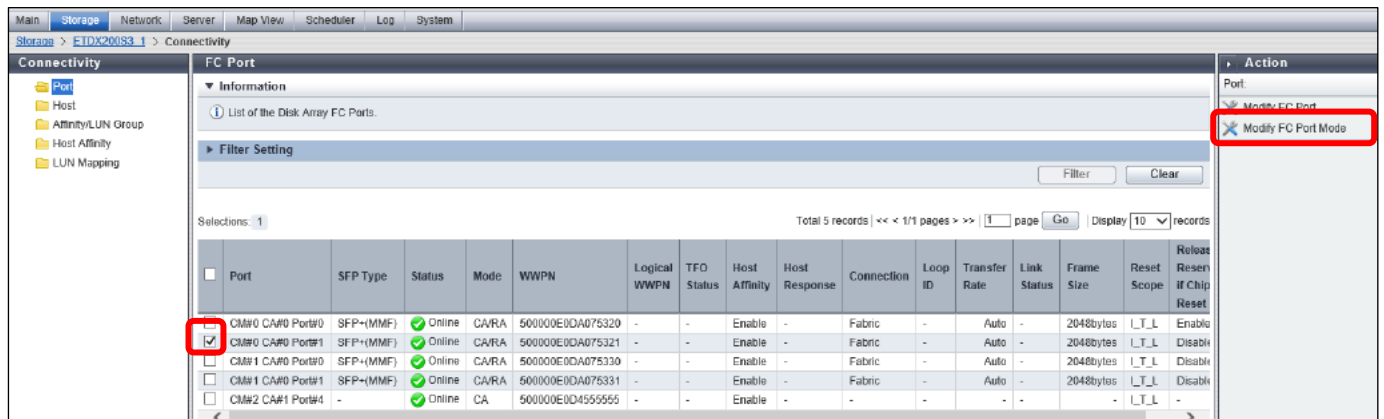 Main Storage Network Server Map View Scheduler Log System
Storage > ETDX200S3_1 > Connectivity
Connectivity
Port
Host
Affinity/LUN Group
Host Affinity
LUN Mapping
FC Port
Information
List of the Disk Array FC Ports.
Filter Setting
Filter Clear
Selections: 1 Total 5 records | << < 1/1 pages > >> | 1 page Go Display 10 records
Port SFP Type Status Mode WWPN Logical WWPN TFO Status Host Affinity Host Response Connection Loop ID Transfer Rate Link Status Frame Size Reset Scope Releas Reserv if Chip Reset
CM#0 CA#0 Port#0 SFP+(MMF) Online CA/RA 500000E0DA075320 - - Enable - Fabric - Auto - 2048bytes I_T_L Enable
CM#0 CA#0 Port#1 SFP+(MMF) Online CA/RA 500000E0DA075321 - - Enable - Fabric - Auto - 2048bytes I_T_L Disable
CM#1 CA#0 Port#0 SFP+(MMF) Online CA/RA 500000E0DA075330 - - Enable - Fabric - Auto - 2048bytes I_T_L Disable
CM#1 CA#0 Port#1 SFP+(MMF) Online CA/RA 500000E0DA075331 - - Enable - Fabric - Auto - 2048bytes I_T_L Disable
CM#2 CA#1 Port#4 - Online CA 500000E0D4555555 - - Enable - - - - - - I_T_L -
Action
Port:
Modify FC Port
Modify FC Port Mode